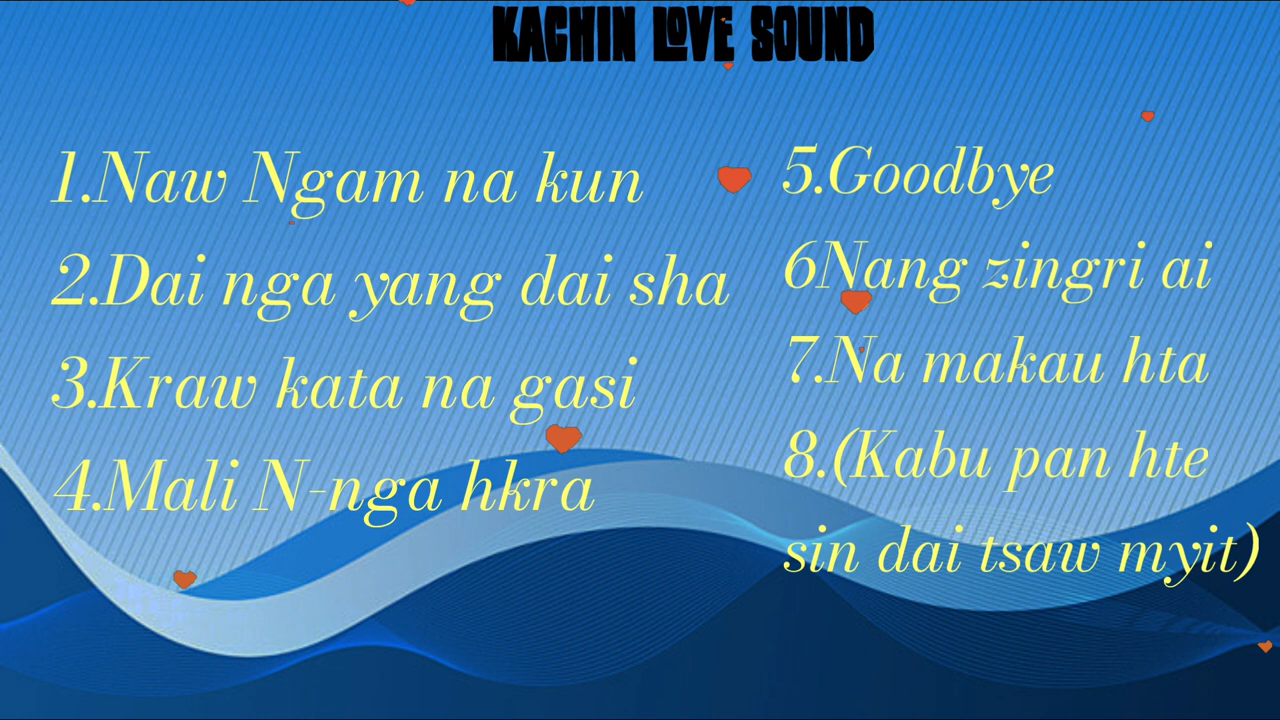 KACHIN LOVE SOUND
1.Naw Ngam na kun
2.Dai nga yang dai sha
3.Kraw kata na gasi
4.Mali N-nga hkra
5.Goodbye
6Nang zingri ai
7.Na makau hta
8.(Kabu pan hte
sin dai tsaw myit)